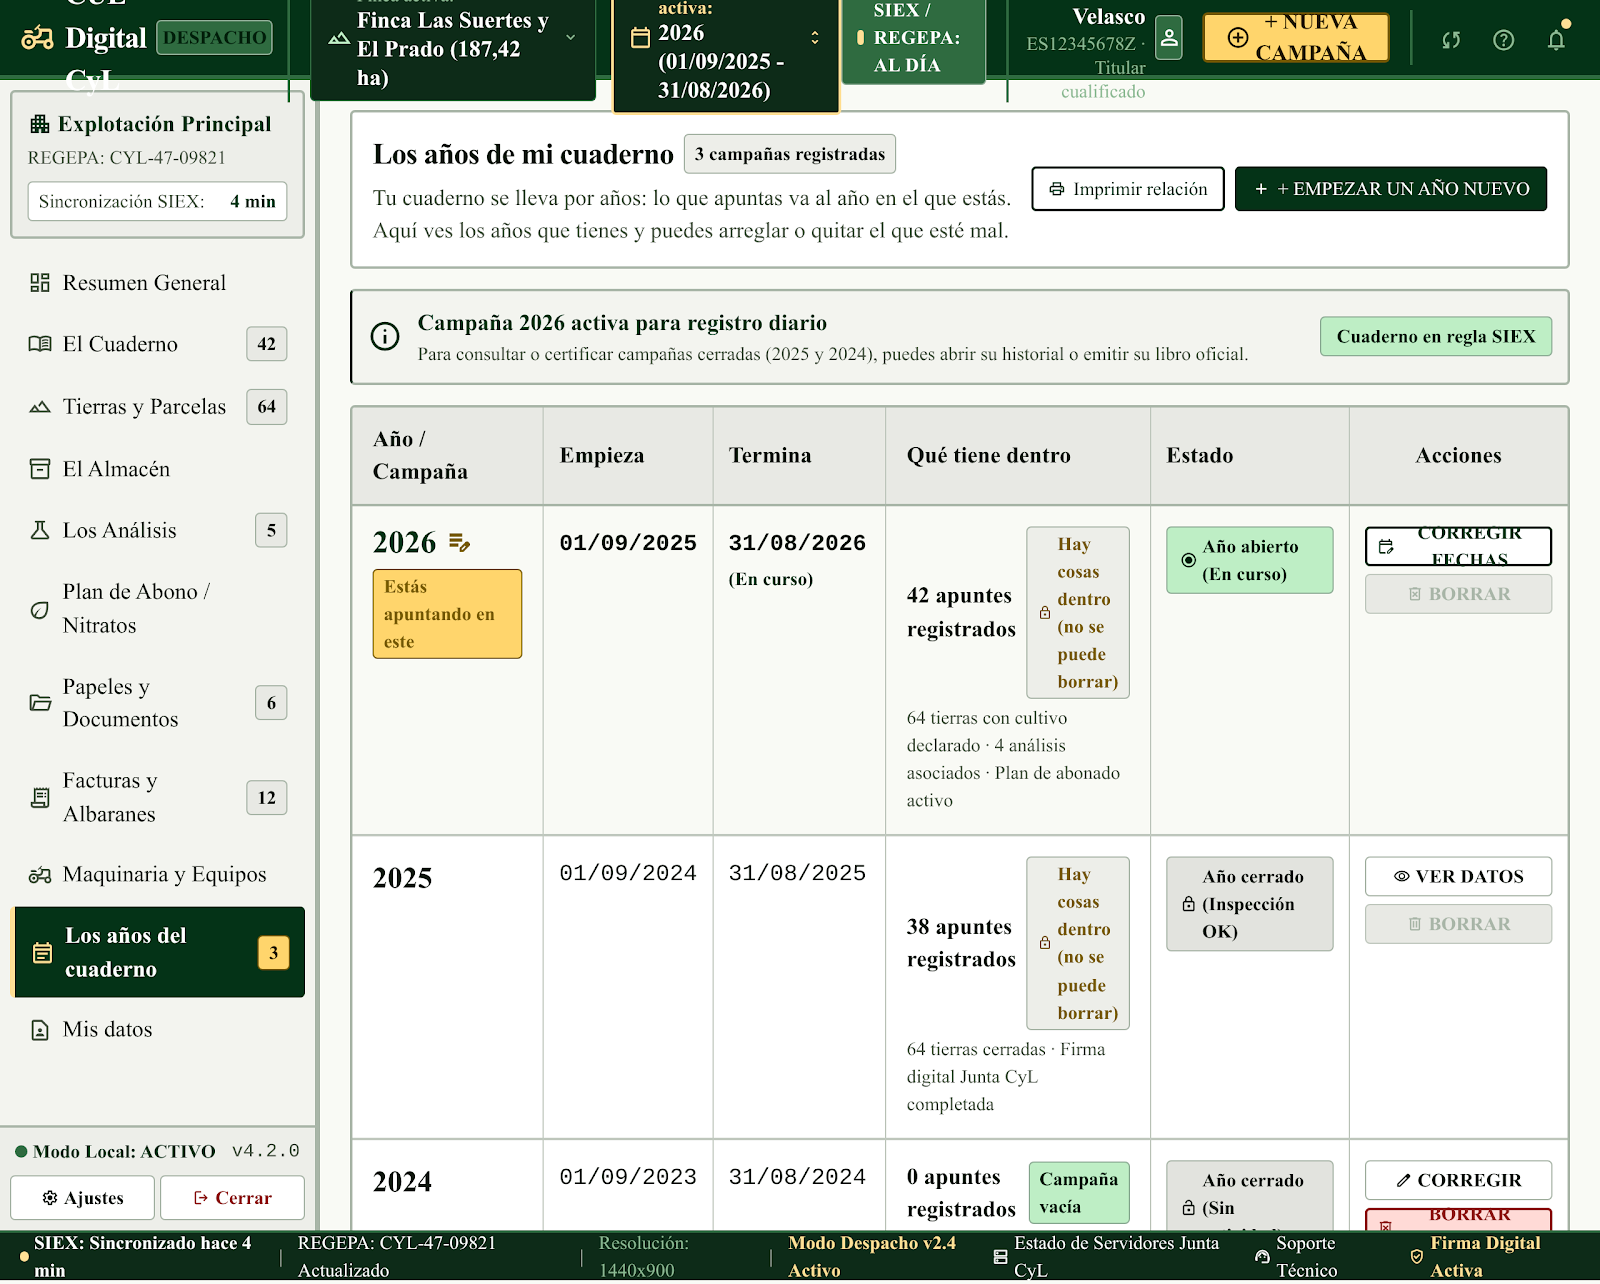 CUE
Digital
CyL
DESPACHO
Finca activa:
Finca Las Suertes y
El Prado (187,42
ha)
activa:
2026
(01/09/2025 -
31/08/2026)
SIEX /
REGEPA:
AL DÍA
Velasco
ES12345678Z ·
Titular
cualificado
+ NUEVA
CAMPAÑA
Explotación Principal
REGEPA: CYL-47-09821
Sincronización SIEX: 4 min
Resumen General
El Cuaderno 42
Tierras y Parcelas 64
El Almacén
Los Análisis 5
Plan de Abono /
Nitratos
Papeles y
Documentos 6
Facturas y
Albaranes 12
Maquinaria y Equipos
Los años del
cuaderno 3
Mis datos
Modo Local: ACTIVO v4.2.0
Ajustes
Cerrar
Los años de mi cuaderno 3 campañas registradas
Tu cuaderno se lleva por años: lo que apuntas va al año en el que estás.
Aquí ves los años que tienes y puedes arreglar o quitar el que esté mal.
Imprimir relación
+ + EMPEZAR UN AÑO NUEVO
Campaña 2026 activa para registro diario
Para consultar o certificar campañas cerradas (2025 y 2024), puedes abrir su historial o emitir su libro oficial.
Cuaderno en regla SIEX
Año /
Campaña
Empieza
Termina
Qué tiene dentro
Estado
Acciones
2026
Estás
apuntando en
este
01/09/2025
31/08/2026
(En curso)
42 apuntes
registrados
Hay
cosas
dentro
(no se
puede
borrar)
64 tierras con cultivo
declarado · 4 análisis
asociados · Plan de abonado
activo
Año abierto
(En curso)
CORREGIR
FECHAS
BORRAR
2025
01/09/2024
31/08/2025
38 apuntes
registrados
Hay
cosas
dentro
(no se
puede
borrar)
64 tierras cerradas · Firma
digital Junta CyL
completada
Año cerrado
(Inspección
OK)
VER DATOS
BORRAR
2024
01/09/2023
31/08/2024
0 apuntes
registrados
Campaña
vacía
Año cerrado
(Sin
CORREGIR
BORRAR
SIEX: Sincronizado hace 4
min
REGEPA: CYL-47-09821
Actualizado
Resolución:
1440x900
Modo Despacho v2.4
Activo
Estado de Servidores Junta
CyL
Soporte
Técnico
Firma Digital
Activa